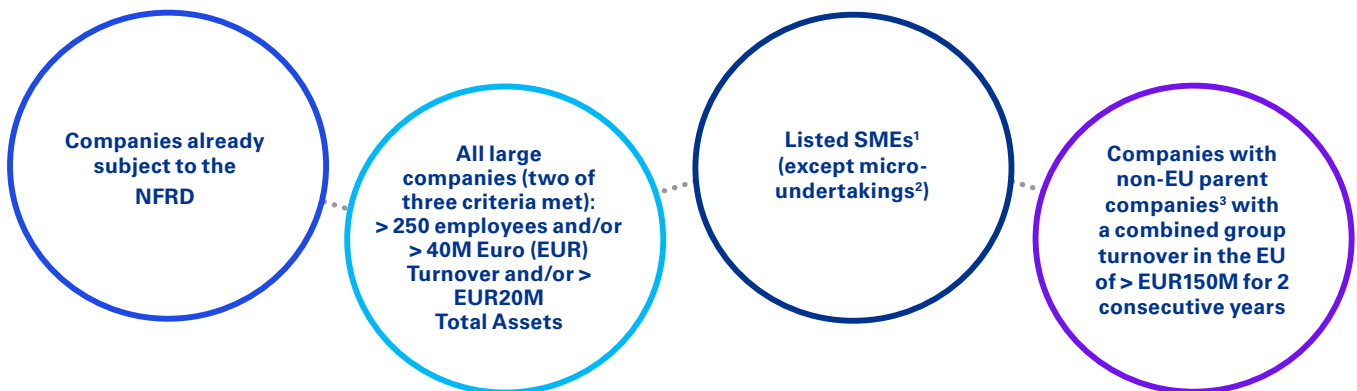 Companies already
subject to the
NFRD
All large
companies (two of
three criteria met):
> 250 employees and/or
> 40M Euro (EUR)
Turnover and/or >
EUR20M
Total Assets
Listed SMEs¹
(except micro-
undertakings²)
Companies with
non-EU parent
companies³ with
a combined group
turnover in the EU
of > EUR150M for 2
consecutive years